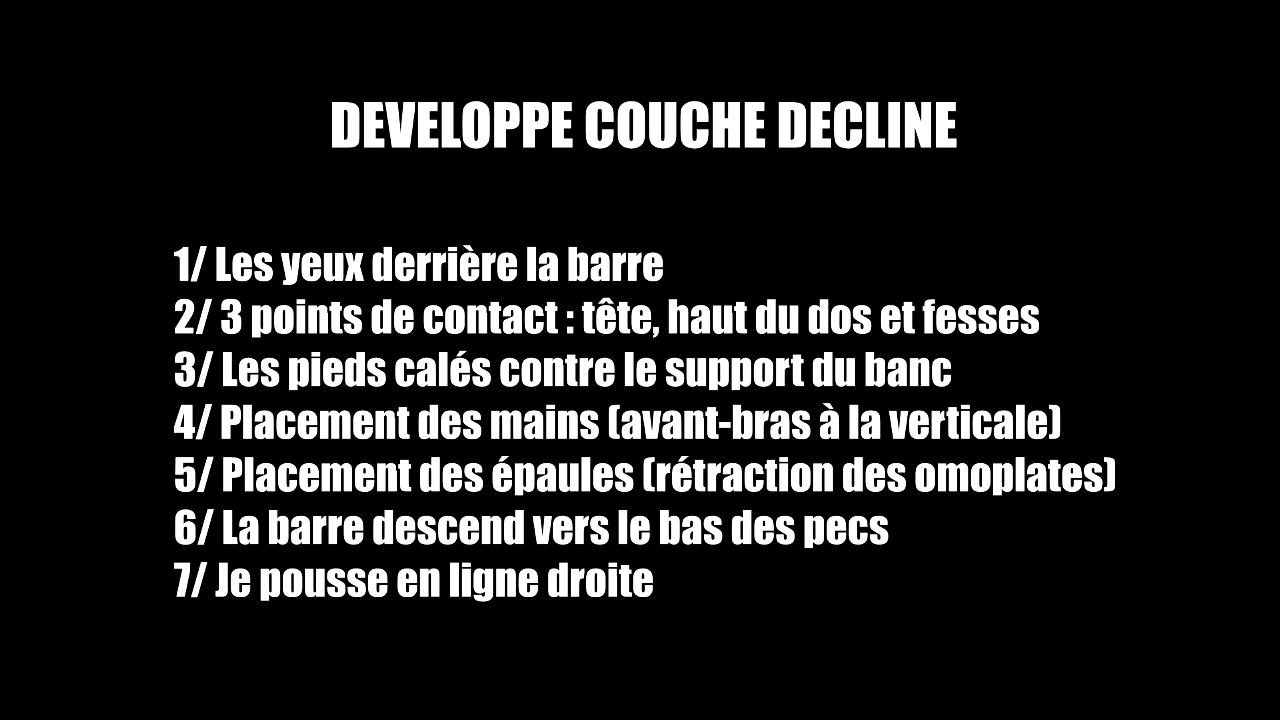 DEVELOPPE COUCHE DECLINE
1/ Les yeux derrière la barre
2/ 3 points de contact : tête, haut du dos et fesses
3/ Les pieds calés contre le support du banc
4/ Placement des mains (avant-bras à la verticale)
5/ Placement des épaules (rétraction des omoplates)
6/ La barre descend vers le bas des pecs
7/ Je pousse en ligne droite